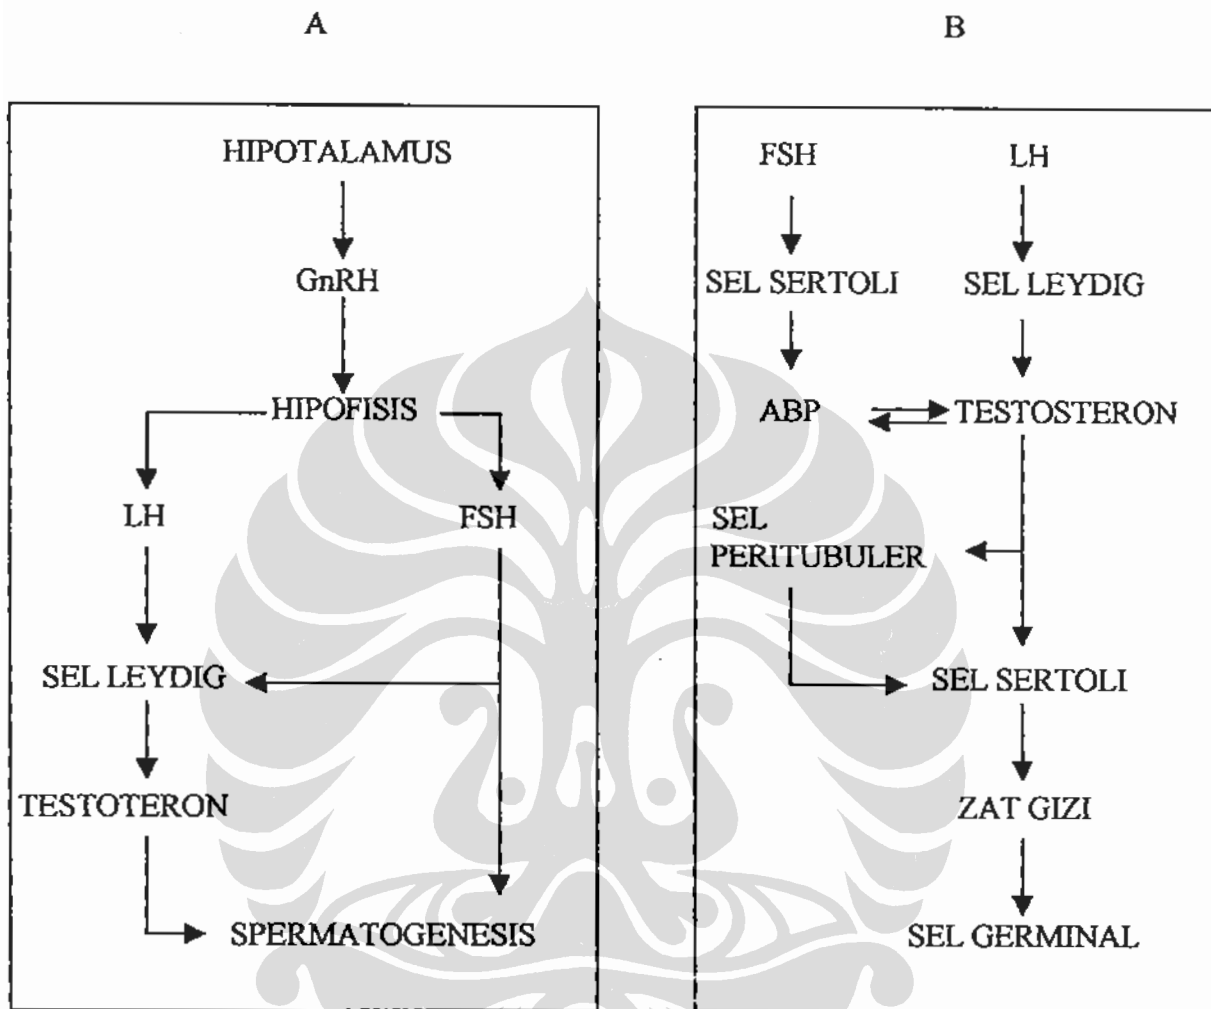 A
B
HIPOTALAMUS
GnRH
HIPOFISIS
LH
FSH
SEL LEYDIG
TESTOTERON
SPERMATOGENESIS
FSH
LH
SEL SERTOLI
SEL LEYDIG
ABP
TESTOSTERON
SEL
PERITUBULER
SEL SERTOLI
ZAT GIZI
SEL GERMINAL